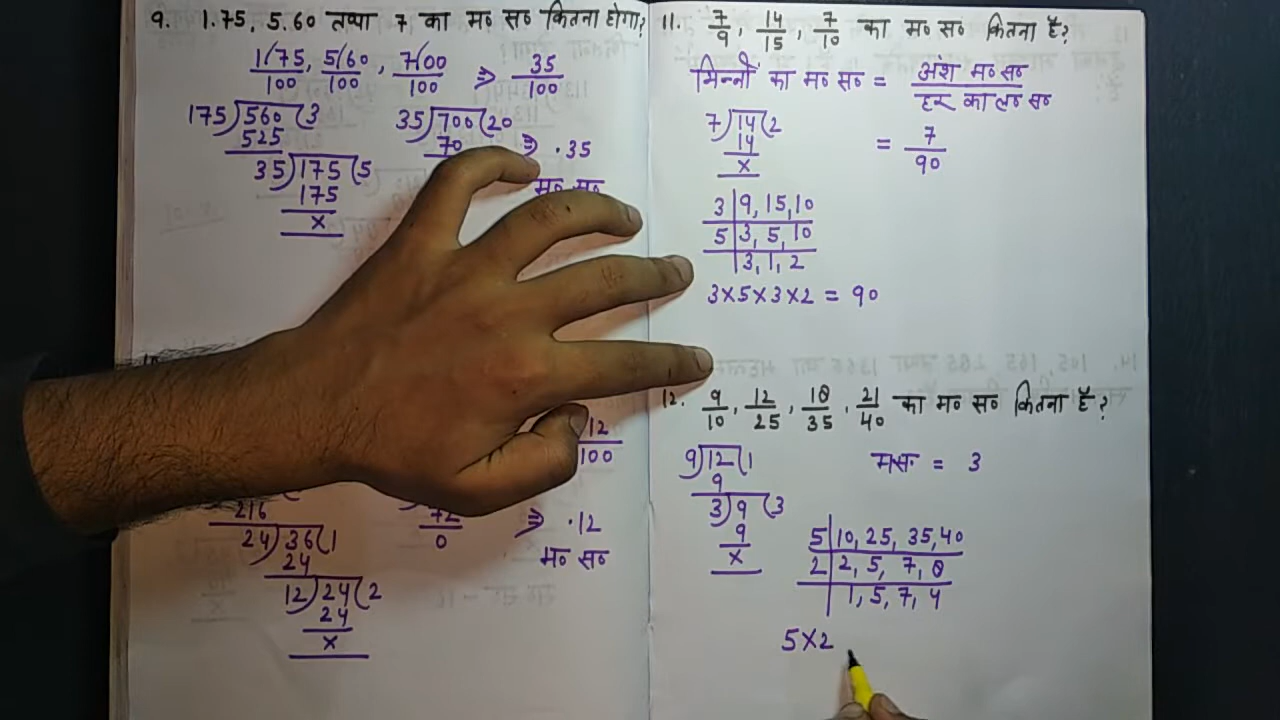 9. 1.75, 5.60 तथा 7 का म० स० कितना होगा?
1/75/100, 5/60/100, 7/00/100 ⇒ 35/100
175)560(3
525
35)175(5
175
x
35)700(20
70
⇒ .35
म० स०
12/100
216
24)36(1
24
12)24(2
24
x
72
0
⇒ .12
म० स०
11. 7/9, 14/15, 7/10 का म० स० कितना है?
भिन्नों का म० स० = अंश म० स०/हर का ल० स०
7)14(2
14
x
= 7/90
3|9, 15, 10
5|3, 5, 10
|3, 1, 2
3×5×3×2 = 90
12. 9/10, 12/25, 18/35, 21/40 का म० स० कितना है?
9)12(1
9
3)9(3
9
x
मस = 3
5|10, 25, 35, 40
2|2, 5, 7, 8
|1, 5, 7, 4
5×2